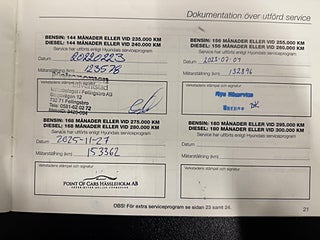 Dokumentation över utförd service
BENSIN: 144 MÅNADER ELLER VID 235.000 KM
DIESEL: 144 MÅNADER ELLER VID 240.000 KM
Service har utförts enligt Hyundais serviceprogram
Datum 20220223
Mätarställning (km) 123578
Verkstadens stämpel och signatur
732 71 Fellingsbro
BENSIN: 156 MÅNADER ELLER VID 255.000 KM
DIESEL: 156 MÅNADER ELLER VID 260.000 KM
Service har utförts enligt Hyundais serviceprogram
Datum 2023-07-07
Mätarställning (km) 132896
Verkstadens stämpel och signatur
BENSIN: 168 MÅNADER ELLER VID 275.000 KM
DIESEL: 168 MÅNADER ELLER VID 280.000 KM
Service har utförts enligt Hyundais serviceprogram
Datum 2025-11-27
Mätarställning (km) 153362
Verkstadens stämpel och signatur
POINT OF CARS HÄSSLEHOLM AB
BENSIN: 180 MÅNADER ELLER VID 295.000 KM
DIESEL: 180 MÅNADER ELLER VID 300.000 KM
Service har utförts enligt Hyundais serviceprogram
Datum
Mätarställning (km)
Verkstadens stämpel och signatur
OBS! För extra serviceprogram se sidan 23 samt 24.
21